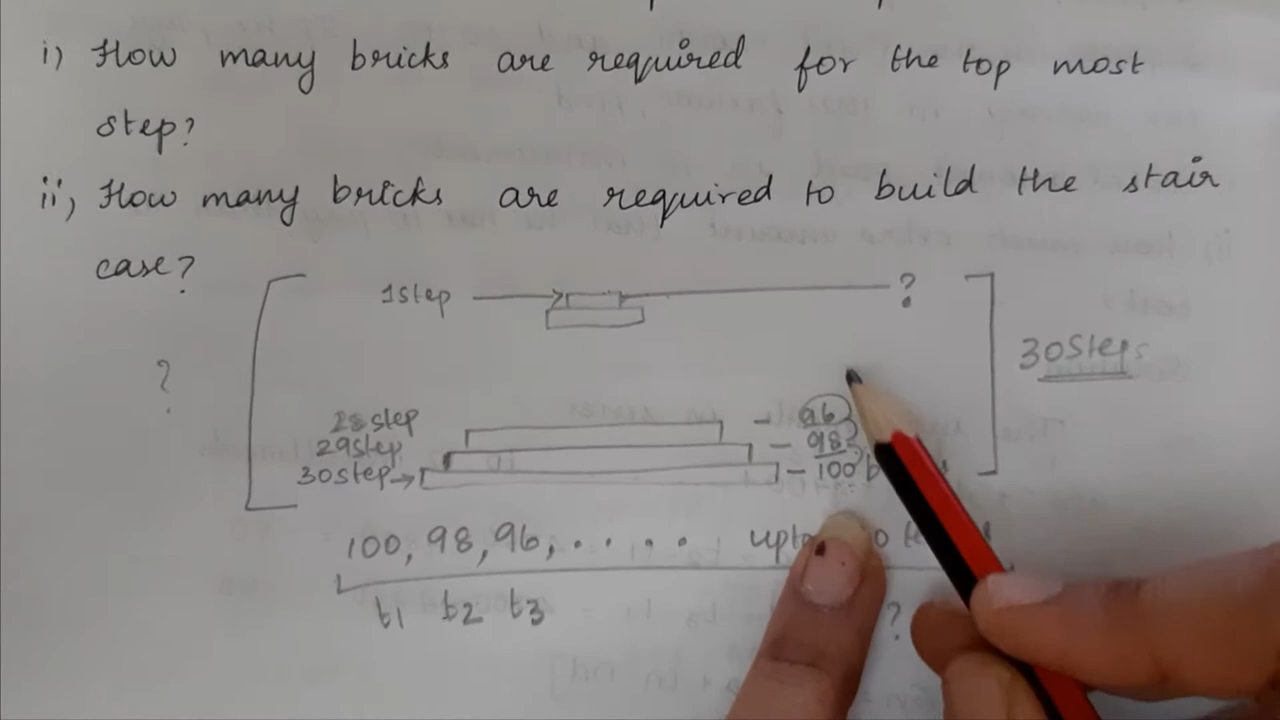 i) How many bricks are required for the top most
step?
ii, How many bricks are required to build the stair
case?
1step ?
? 30Steps
28step - 96
29step - 98
30step - 100
100, 98, 96, . . . . .
t1 t2 t3 ?